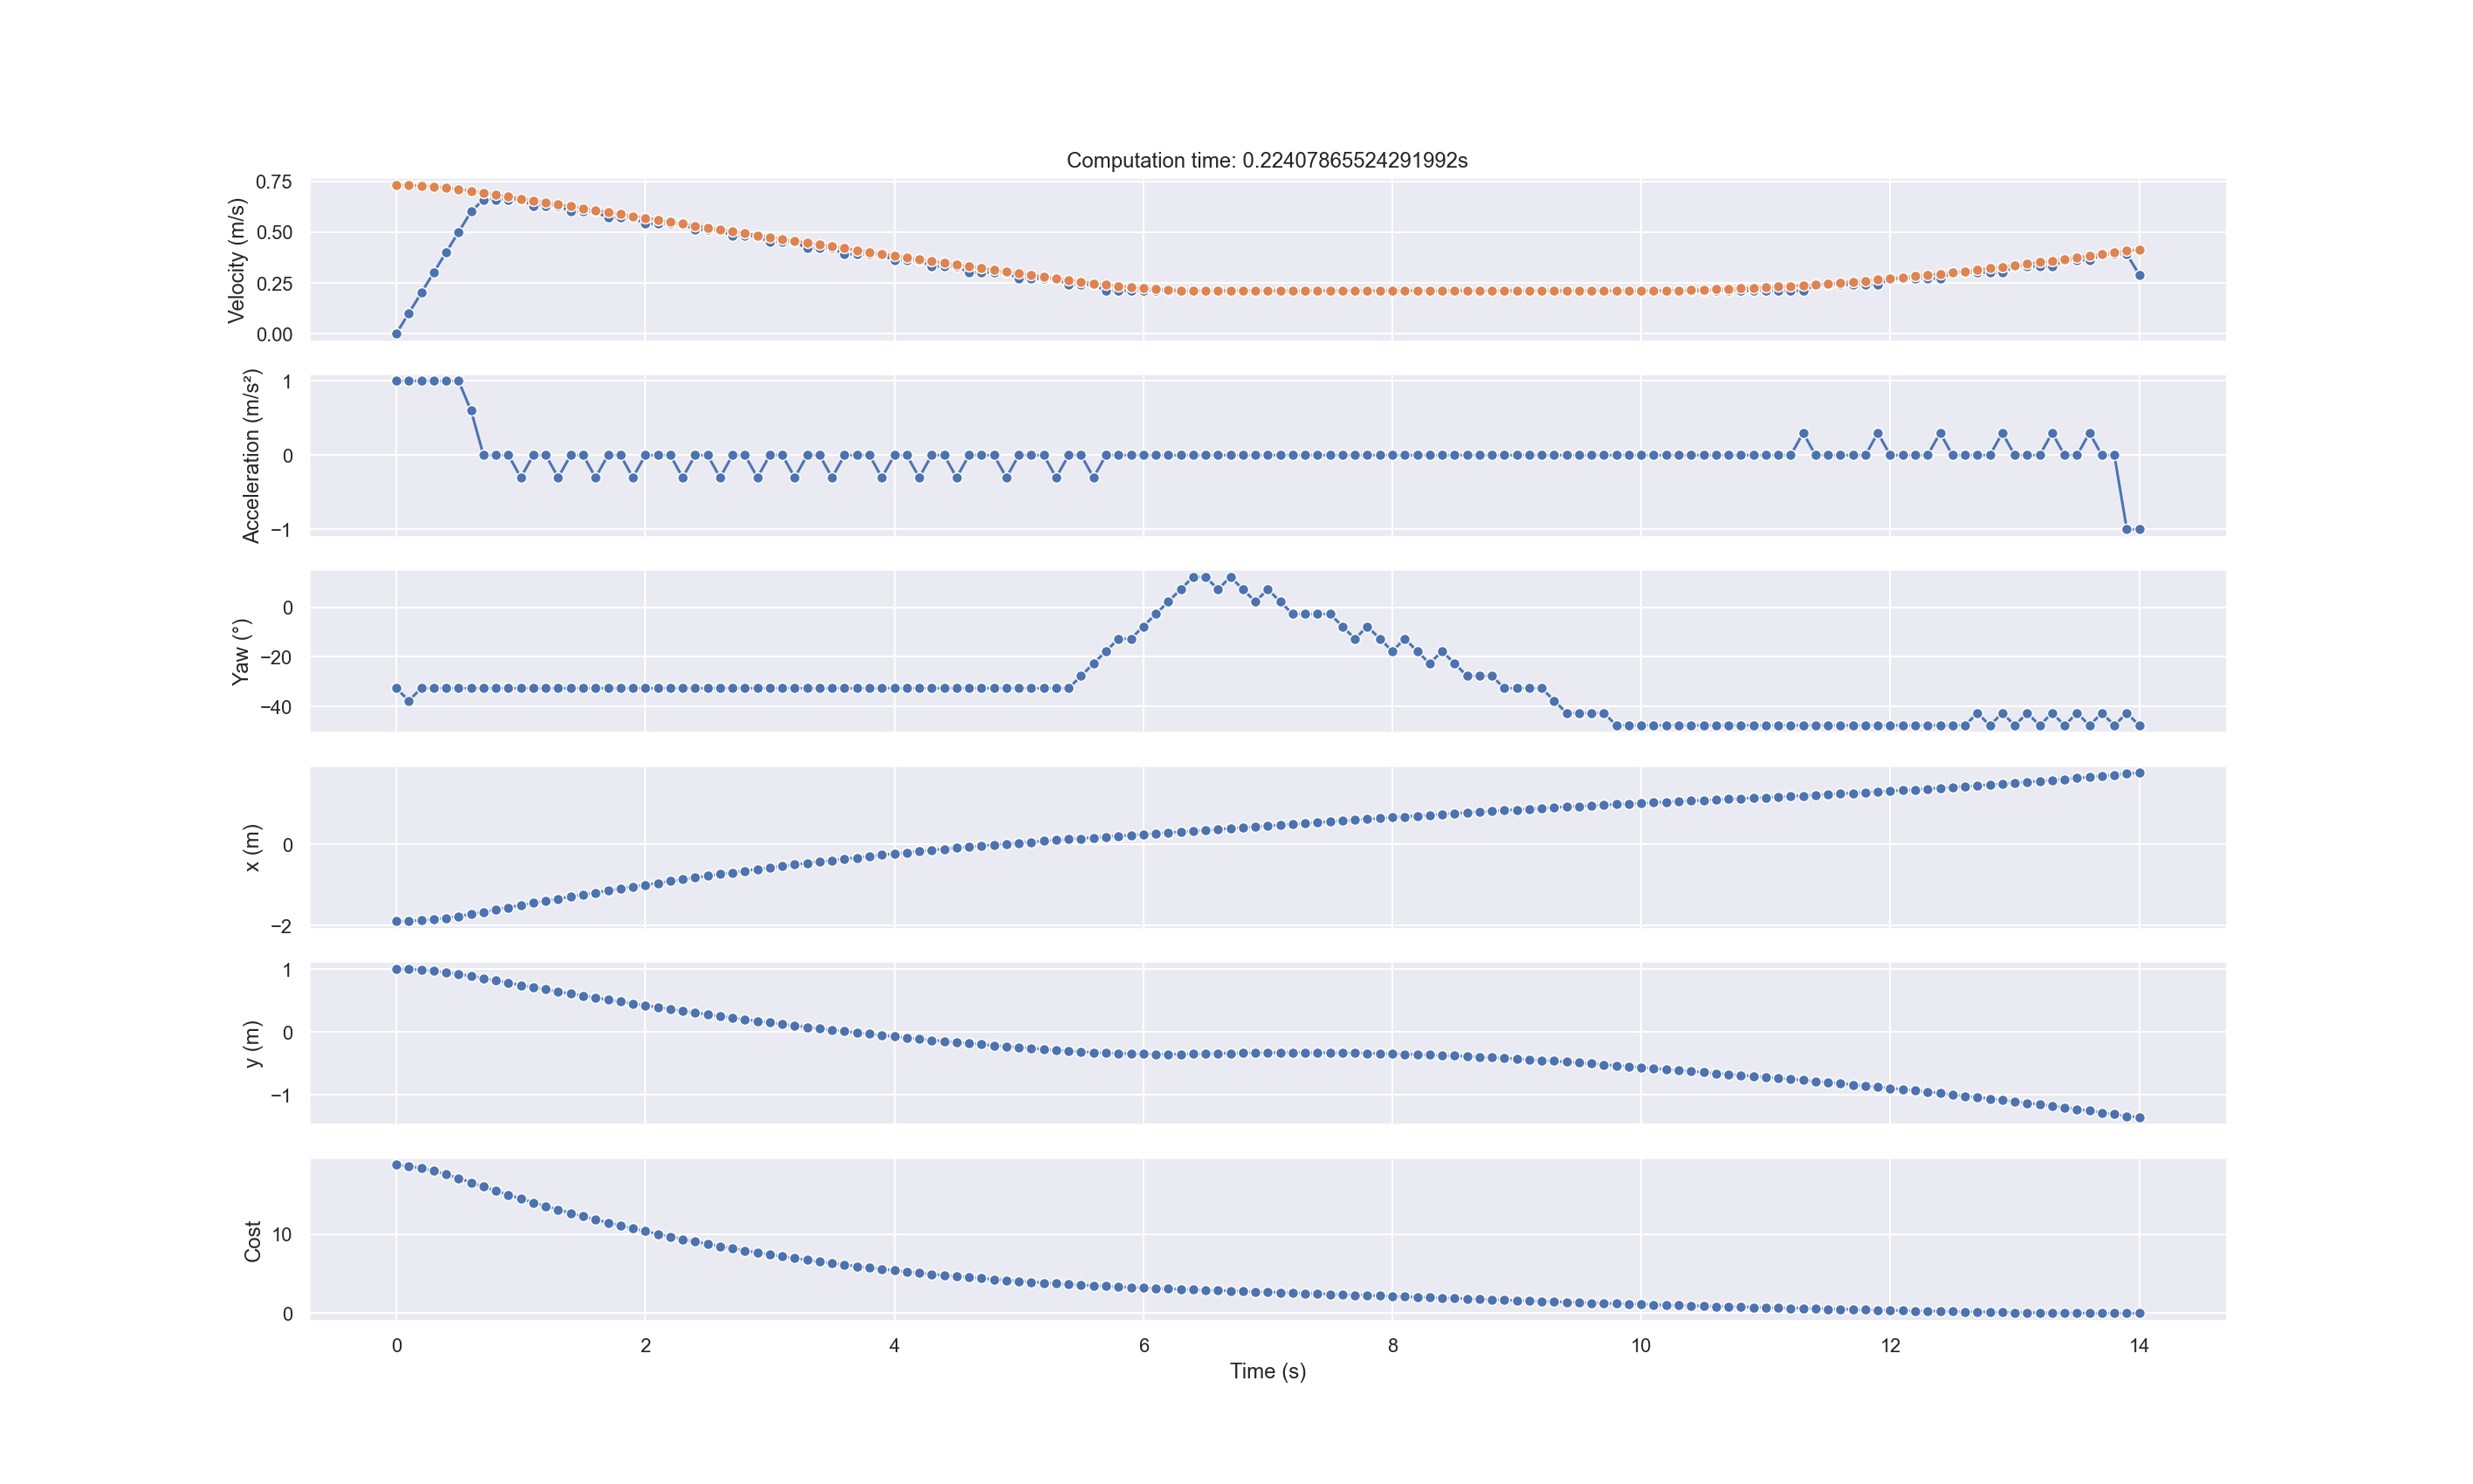 Computation time: 0.22407865524291992s
Velocity (m/s)
0.75
0.50
0.25
0.00
Acceleration (m/s²)
1
0
−1
Yaw (°)
0
−20
−40
x (m)
0
−2
y (m)
1
0
−1
Cost
10
0
0 2 4 6 8 10 12 14
Time (s)